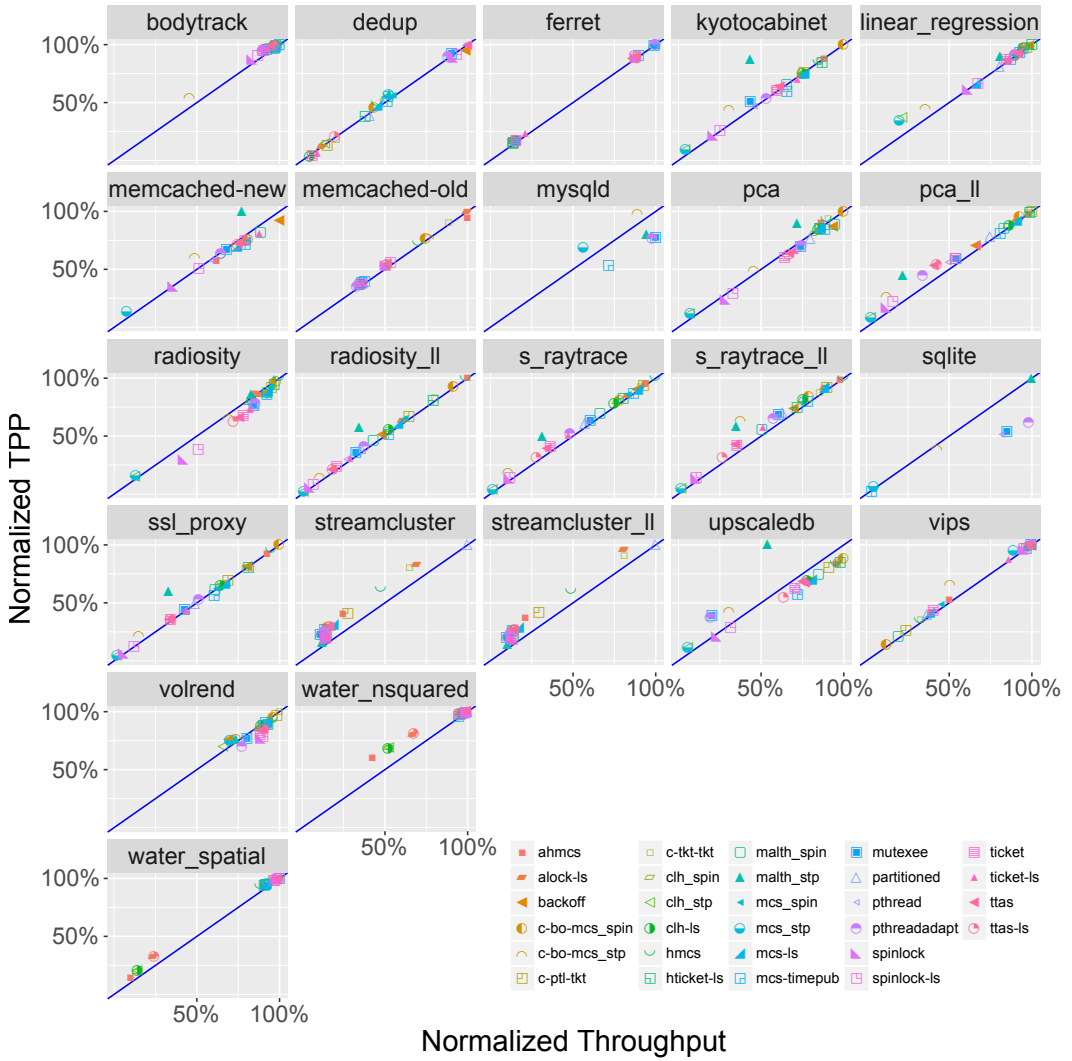 bodytrack dedup ferret kyotocabinet linear_regression
100%
50%
memcached-new memcached-old mysqld pca pca_ll
100%
50%
radiosity radiosity_ll s_raytrace s_raytrace_ll sqlite
100%
50%
ssl_proxy streamcluster streamcluster_ll upscaledb vips
100%
50%
50% 100% 50% 100% 50% 100%
volrend water_nsquared
100%
50%
50% 100%
water_spatial
100%
50%
50% 100%
Normalized TPP
Normalized Throughput
ahmcs
alock-ls
backoff
c-bo-mcs_spin
c-bo-mcs_stp
c-ptl-tkt
c-tkt-tkt
clh_spin
clh_stp
clh-ls
hmcs
hticket-ls
malth_spin
malth_stp
mcs_spin
mcs_stp
mcs-ls
mcs-timepub
mutexee
partitioned
pthread
pthreadadapt
spinlock
spinlock-ls
ticket
ticket-ls
ttas
ttas-ls